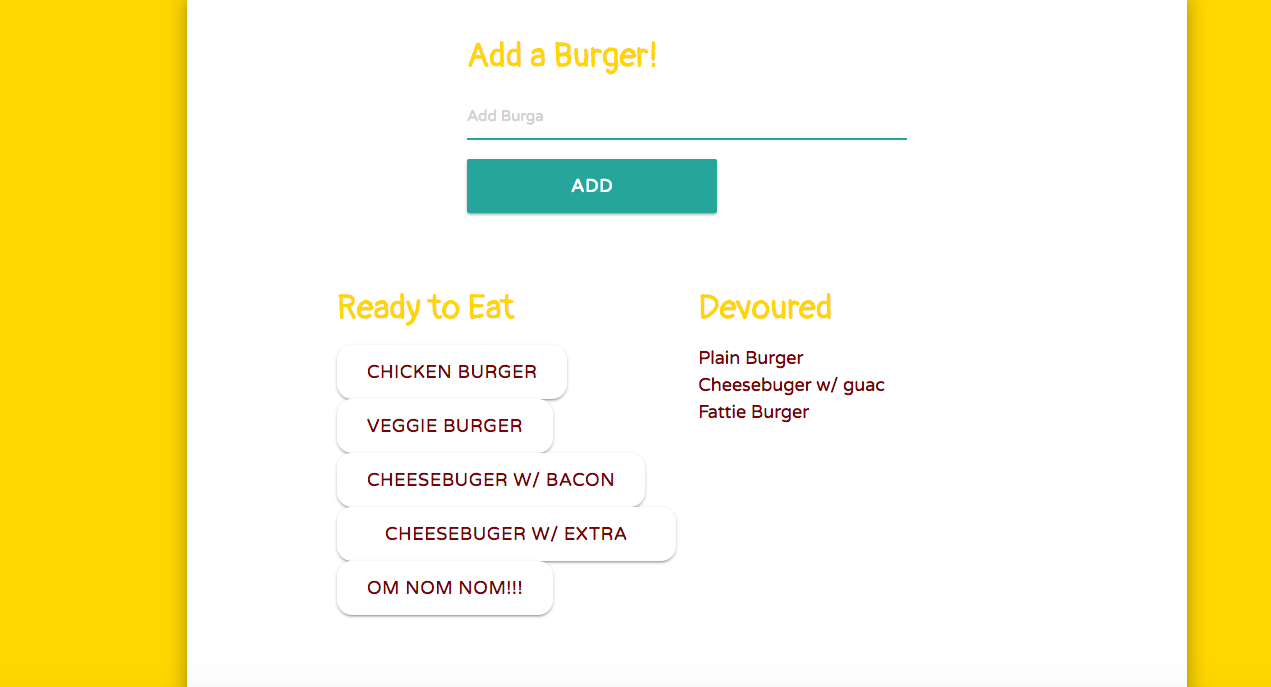 Add a Burger!
Add Burga
ADD
Ready to Eat
CHICKEN BURGER
VEGGIE BURGER
CHEESEBUGER W/ BACON
CHEESEBUGER W/ EXTRA
OM NOM NOM!!!
Devoured
Plain Burger
Cheesebuger w/ guac
Fattie Burger